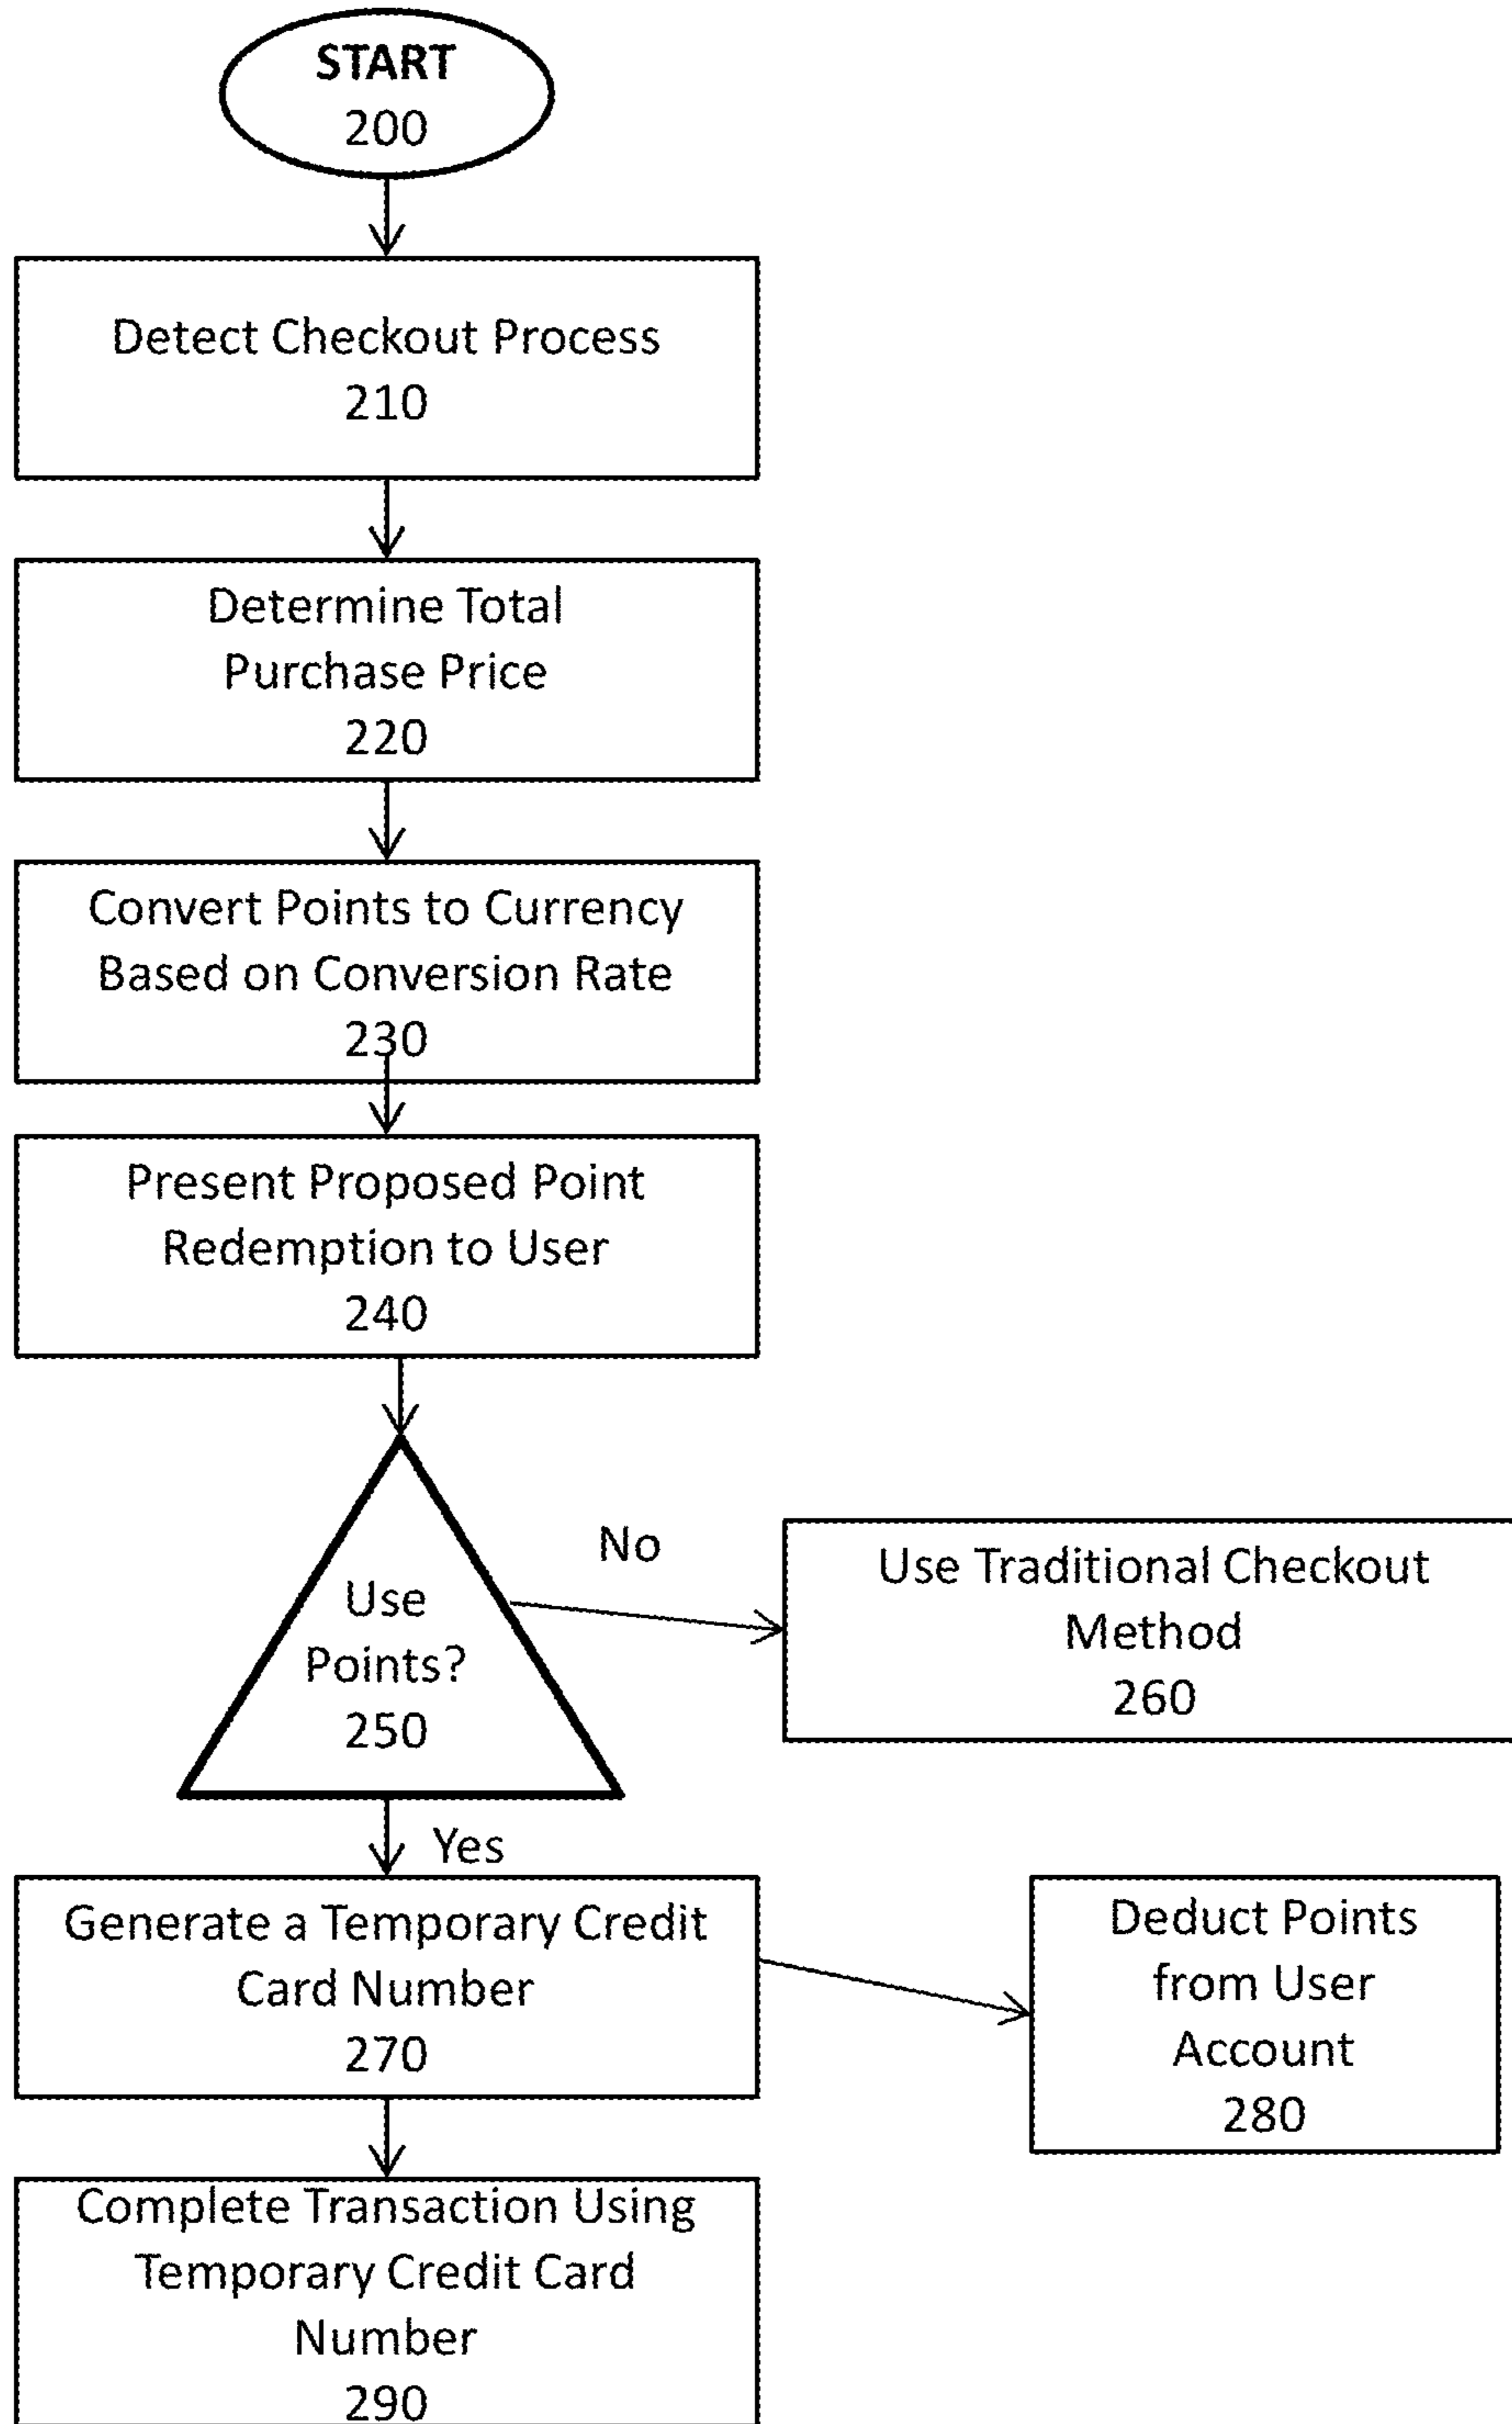 START
200
Detect Checkout Process
210
Determine Total
Purchase Price
220
Convert Points to Currency
Based on Conversion Rate
230
Present Proposed Point
Redemption to User
240
No
Use
Points?
250
Use Traditional Checkout
Method
260
Yes
Generate a Temporary Credit
Card Number
270
Deduct Points
from User
Account
280
Complete Transaction Using
Temporary Credit Card
Number
290